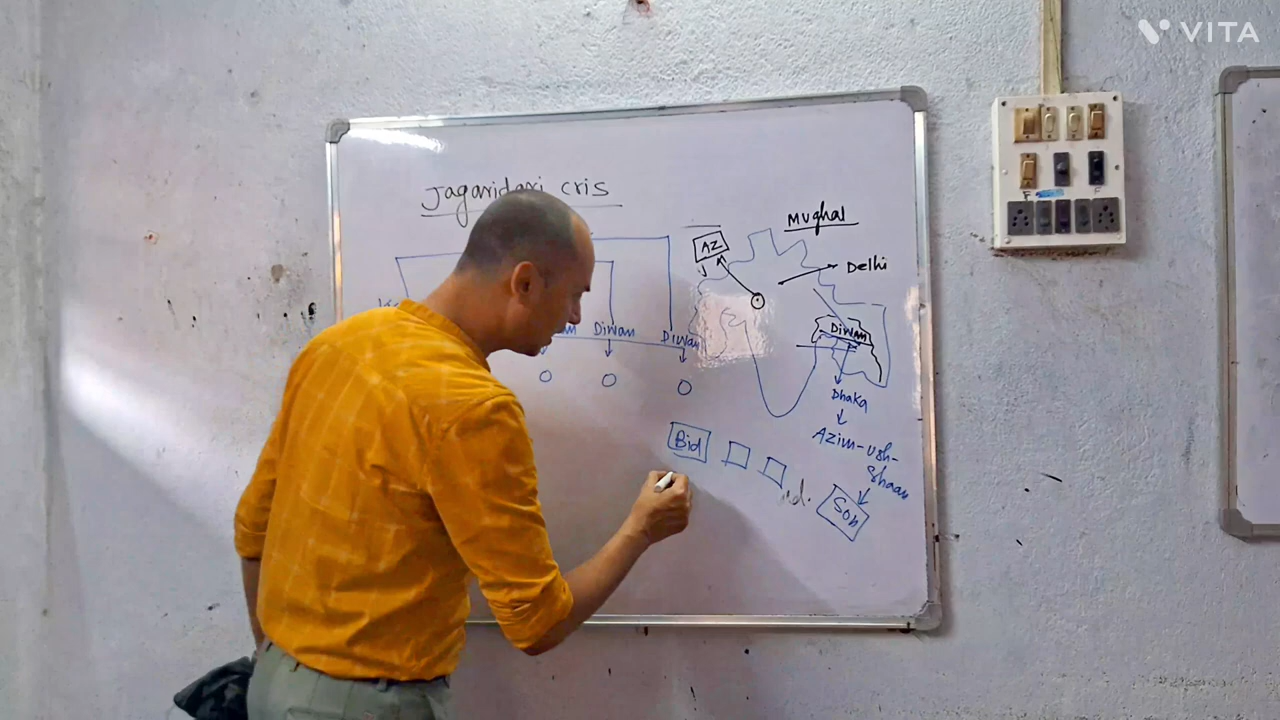 VITA
Jagaridari cris
Mughal
AZ
Delhi
Diwan
Diwan
Diwan
Dhaka
Azim-ush-
Shaan
Bid
Son
F F